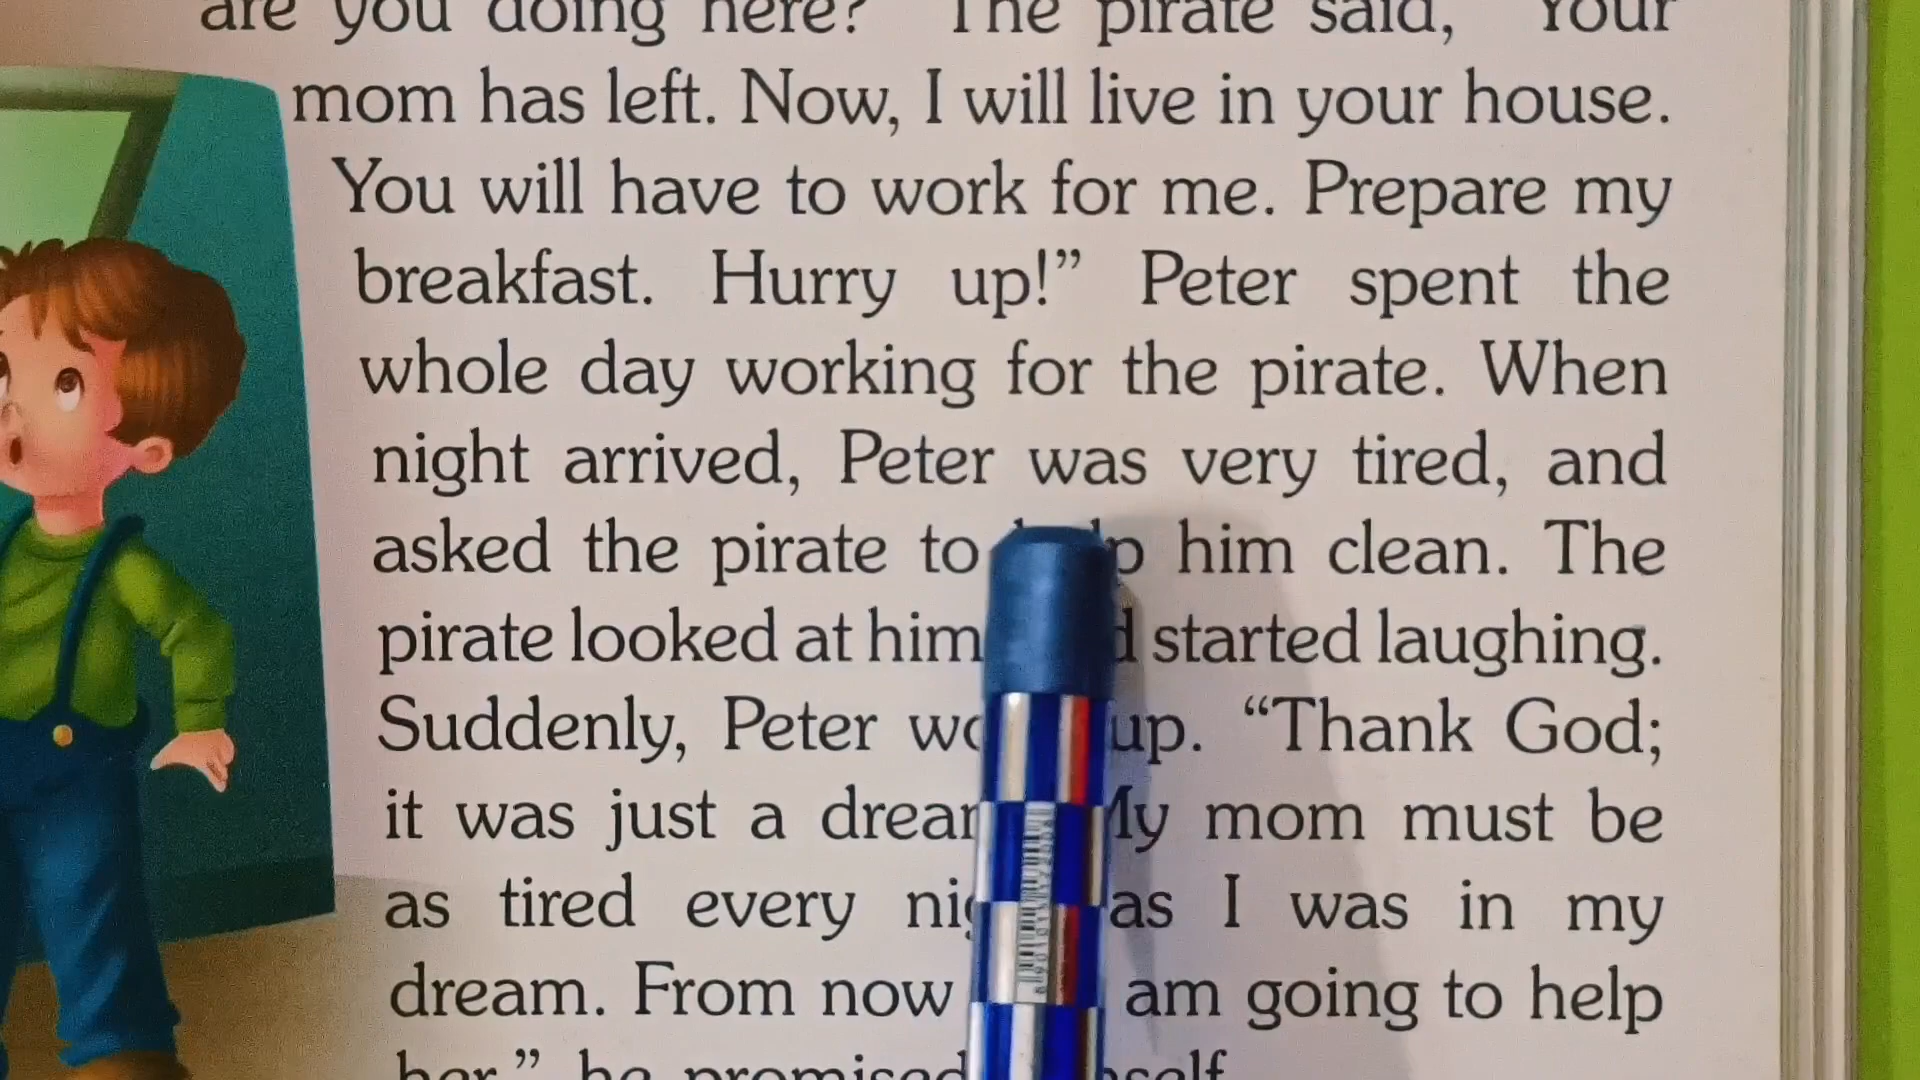 are you doing here?” The pirate said, “Your
mom has left. Now, I will live in your house.
You will have to work for me. Prepare my
breakfast. Hurry up!” Peter spent the
whole day working for the pirate. When
night arrived, Peter was very tired, and
asked the pirate to him clean. The
pirate looked at him started laughing.
Suddenly, Peter up. “Thank God;
it was just a My mom must be
as tired every as I was in my
dream. From now am going to help
her,” he promised